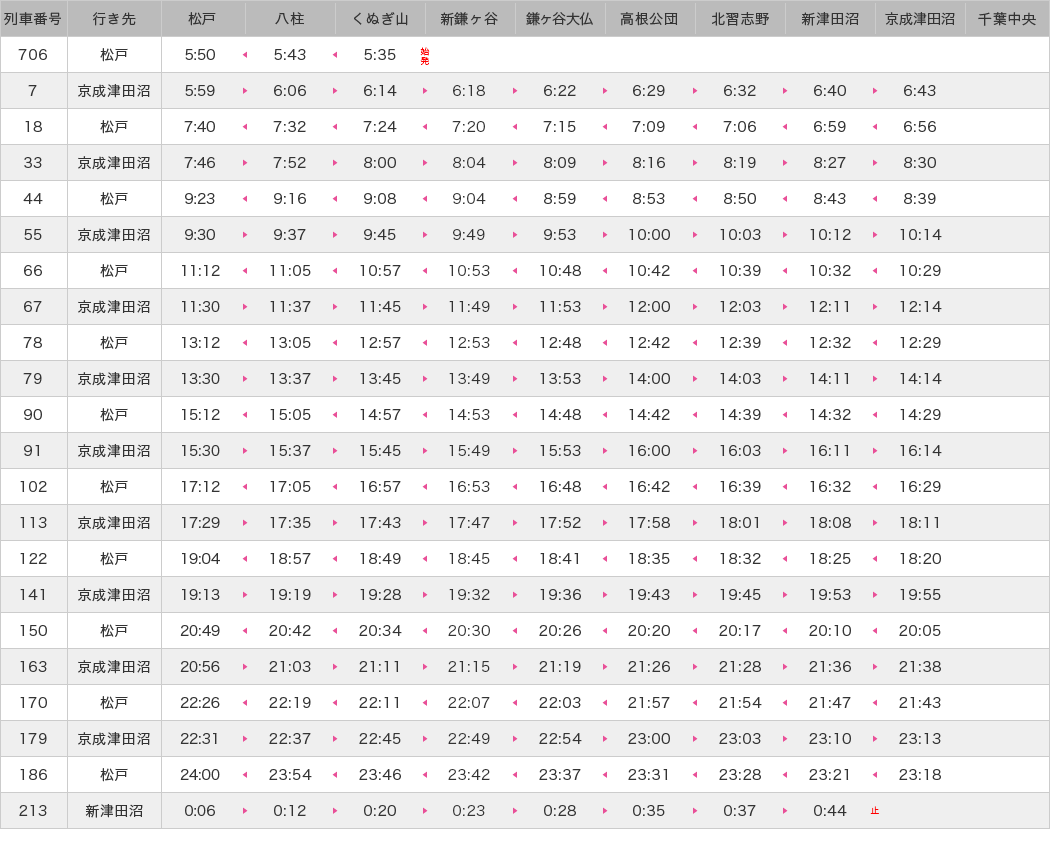 列車番号 行き先 松戸 八柱 くぬぎ山 新鎌ヶ谷 鎌ヶ谷大仏 高根公団 北習志野 新津田沼 京成津田沼 千葉中央
706 松戸 5:50 5:43 5:35 始発
7 京成津田沼 5:59 6:06 6:14 6:18 6:22 6:29 6:32 6:40 6:43
18 松戸 7:40 7:32 7:24 7:20 7:15 7:09 7:06 6:59 6:56
33 京成津田沼 7:46 7:52 8:00 8:04 8:09 8:16 8:19 8:27 8:30
44 松戸 9:23 9:16 9:08 9:04 8:59 8:53 8:50 8:43 8:39
55 京成津田沼 9:30 9:37 9:45 9:49 9:53 10:00 10:03 10:12 10:14
66 松戸 11:12 11:05 10:57 10:53 10:48 10:42 10:39 10:32 10:29
67 京成津田沼 11:30 11:37 11:45 11:49 11:53 12:00 12:03 12:11 12:14
78 松戸 13:12 13:05 12:57 12:53 12:48 12:42 12:39 12:32 12:29
79 京成津田沼 13:30 13:37 13:45 13:49 13:53 14:00 14:03 14:11 14:14
90 松戸 15:12 15:05 14:57 14:53 14:48 14:42 14:39 14:32 14:29
91 京成津田沼 15:30 15:37 15:45 15:49 15:53 16:00 16:03 16:11 16:14
102 松戸 17:12 17:05 16:57 16:53 16:48 16:42 16:39 16:32 16:29
113 京成津田沼 17:29 17:35 17:43 17:47 17:52 17:58 18:01 18:08 18:11
122 松戸 19:04 18:57 18:49 18:45 18:41 18:35 18:32 18:25 18:20
141 京成津田沼 19:13 19:19 19:28 19:32 19:36 19:43 19:45 19:53 19:55
150 松戸 20:49 20:42 20:34 20:30 20:26 20:20 20:17 20:10 20:05
163 京成津田沼 20:56 21:03 21:11 21:15 21:19 21:26 21:28 21:36 21:38
170 松戸 22:26 22:19 22:11 22:07 22:03 21:57 21:54 21:47 21:43
179 京成津田沼 22:31 22:37 22:45 22:49 22:54 23:00 23:03 23:10 23:13
186 松戸 24:00 23:54 23:46 23:42 23:37 23:31 23:28 23:21 23:18
213 新津田沼 0:06 0:12 0:20 0:23 0:28 0:35 0:37 0:44 止